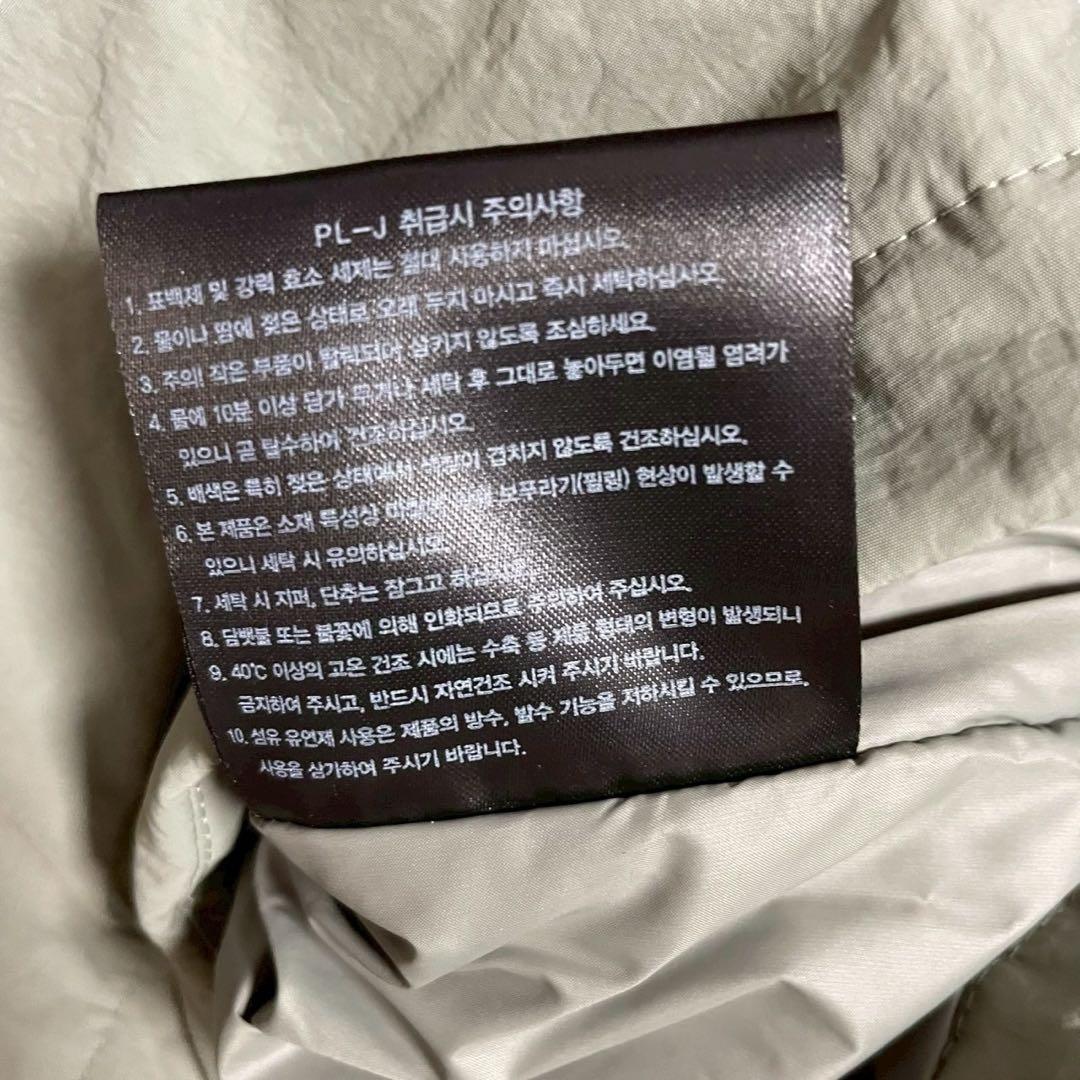 PL-J 취급시 주의사항
1. 표백제 및 강력 효소 세제는 절대 사용하지 마십시오.
2. 물이나 땀에 젖은 상태로 오래 두지 마시고 즉시 세탁하십시오
3. 주의! 작은 부품이 탈락되어 삼키지 않도록 조심하세요.
4. 물에 10분 이상 담가 두거나 세탁 후 그대로 놓아두면 이염될 염려가
있으니 곧 탈수하여 건조하십시오.
5. 배색은 특히 젖은 상태에서 겹치지 않도록 건조하십시오.
6. 본 제품은 소재 특성상 보푸라기(필링) 현상이 발생할 수
있으니 세탁 시 유의하십시오.
7. 세탁 시 지퍼, 단추는 잠그고
8. 담뱃불 또는 불꽃에 의해 인화되므로 주의하여 주십시오.
9. 40℃ 이상의 고온 건조 시에는 수축 등 제품 형태의 변형이 발생되니
금지하여 주시고, 반드시 자연건조 시켜 주시기 바랍니다.
10. 섬유 유연제 사용은 제품의 방수, 발수 기능을 저하시킬 수 있으므로,
사용을 삼가하여 주시기 바랍니다.